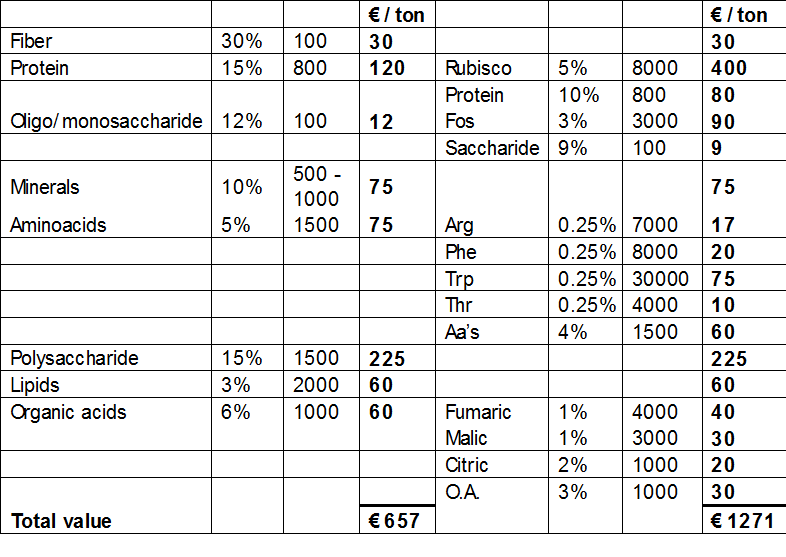 € / ton € / ton
Fiber 30% 100 30 30
Protein 15% 800 120 Rubisco 5% 8000 400
Protein 10% 800 80
Oligo/ monosaccharide 12% 100 12 Fos 3% 3000 90
Saccharide 9% 100 9
Minerals 10% 500 - 1000 75 75
Aminoacids 5% 1500 75 Arg 0.25% 7000 17
Phe 0.25% 8000 20
Trp 0.25% 30000 75
Thr 0.25% 4000 10
Aa's 4% 1500 60
Polysaccharide 15% 1500 225 225
Lipids 3% 2000 60 60
Organic acids 6% 1000 60 Fumaric 1% 4000 40
Malic 1% 3000 30
Citric 2% 1000 20
O.A. 3% 1000 30
Total value € 657 € 1271